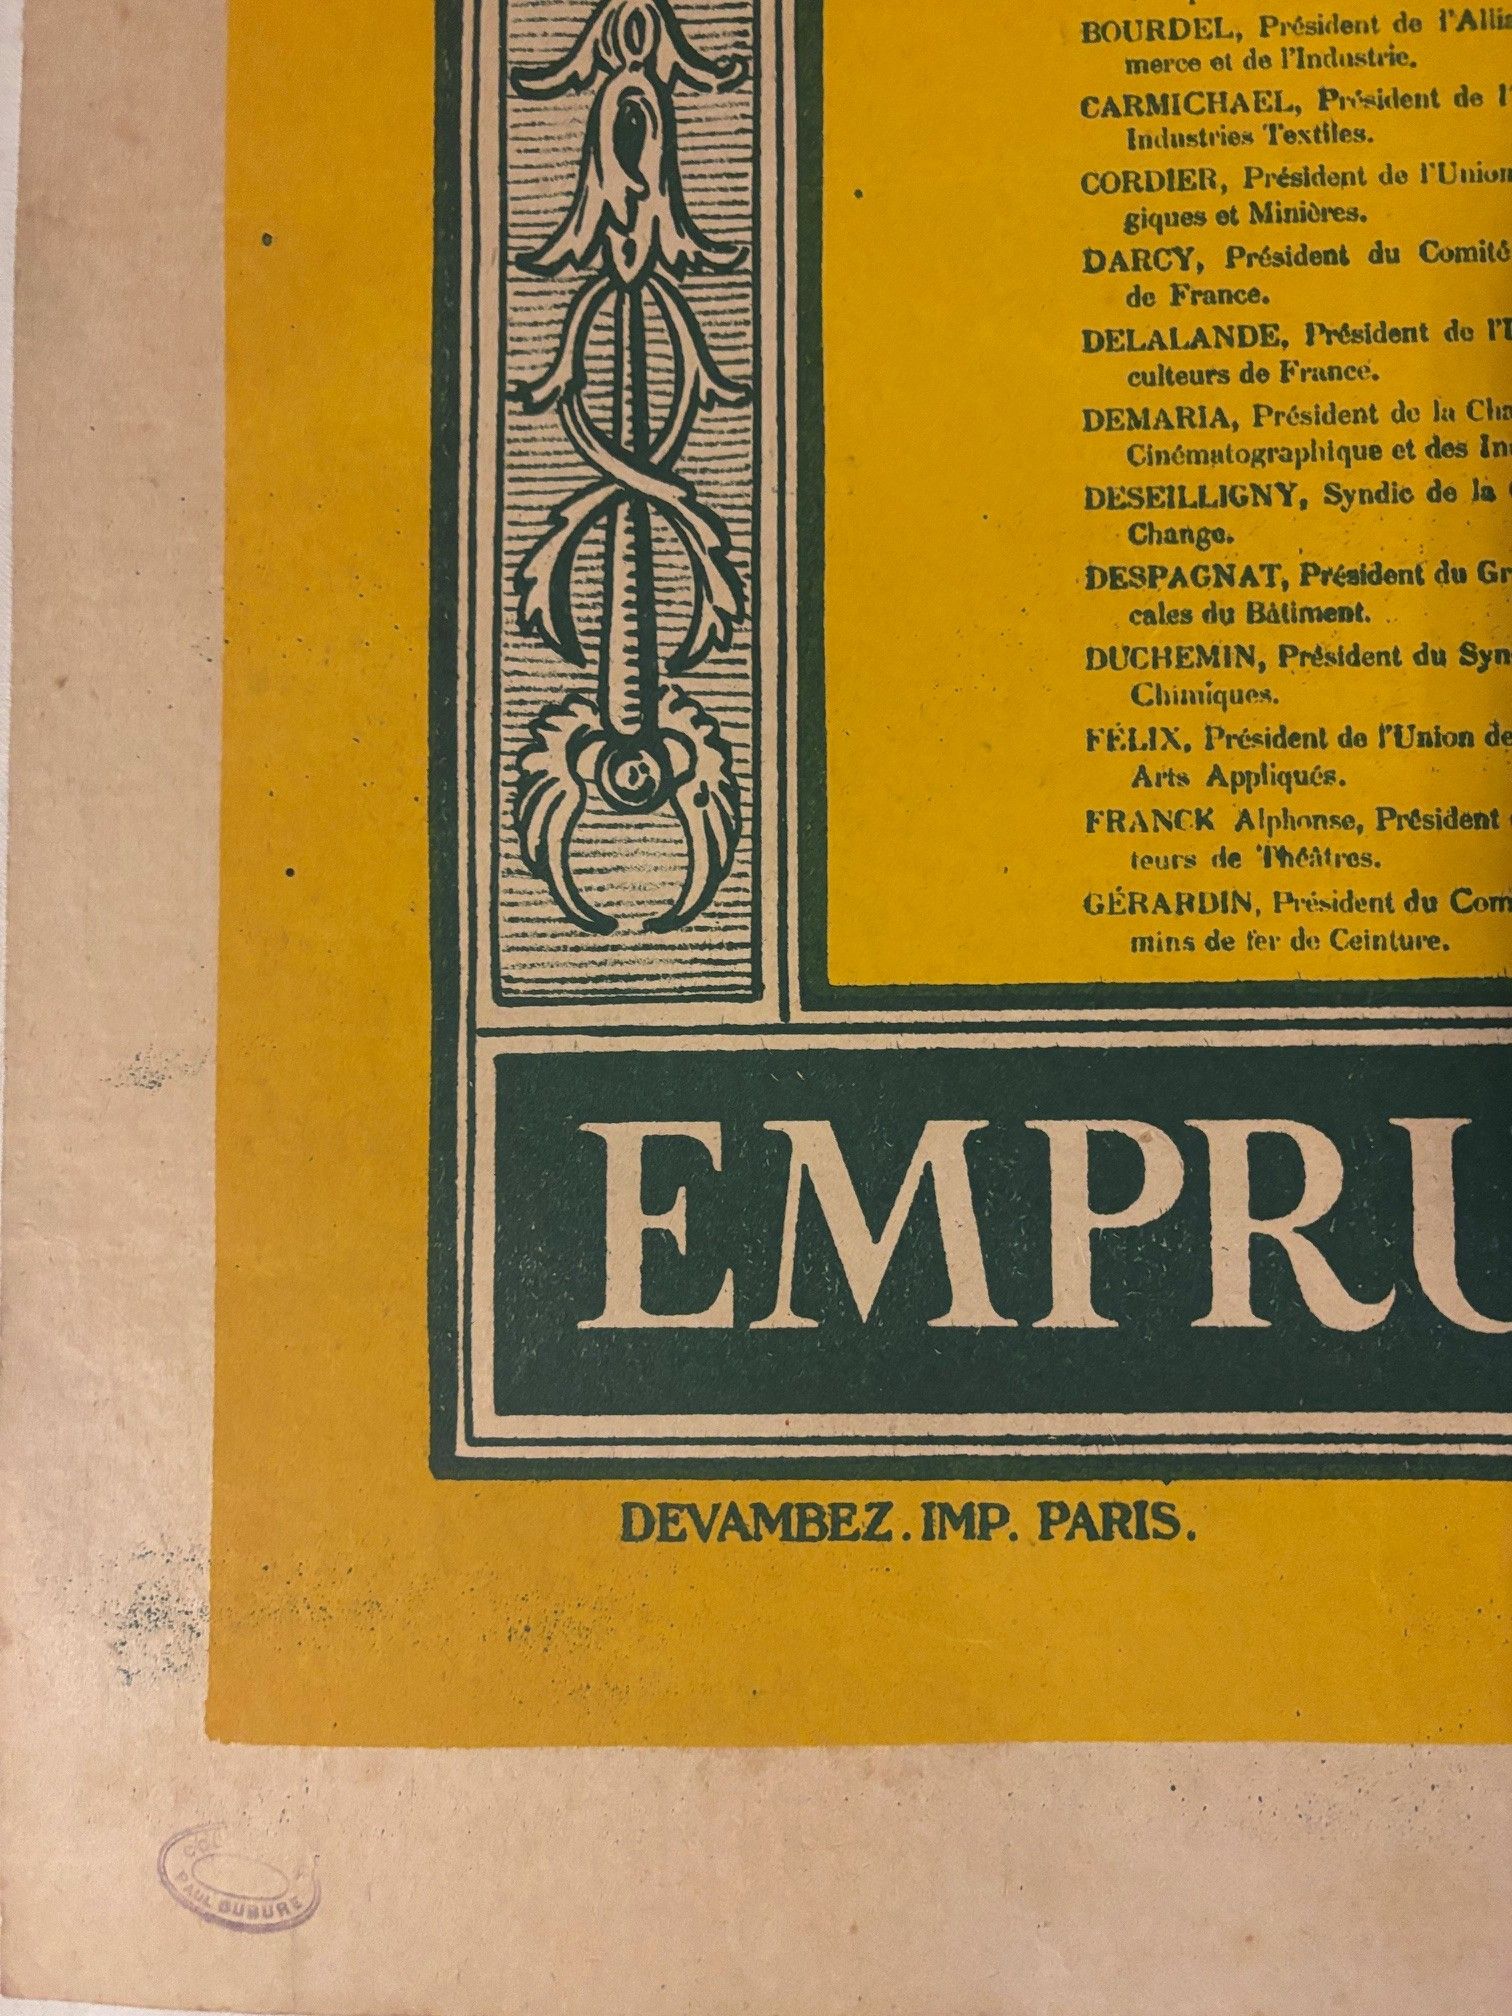 BOURDEL, Président de l'Allia
merce et de l'Industrie.
CARMICHAEL, Président de l'
Industries Textiles.
CORDIER, Président de l'Union
giques et Minières.
DARCY, Président du Comité
de France.
DELALANDE, Président de l'
culteurs de France.
DEMARIA, Président de la Cha
Cinématographique et des In
DESEILLIGNY, Syndic de la
Change.
DESPAGNAT, Président du Gr
cales du Bâtiment.
DUCHEMIN, Président du Syn
Chimiques.
FÉLIX, Président de l'Union de
Arts Appliqués.
FRANCK Alphonse, Président
teurs de Théâtres.
GÉRARDIN, Président du Com
mins de fer de Ceinture.
EMPRU
DEVAMBEZ. IMP. PARIS.
PAUL DUBURE